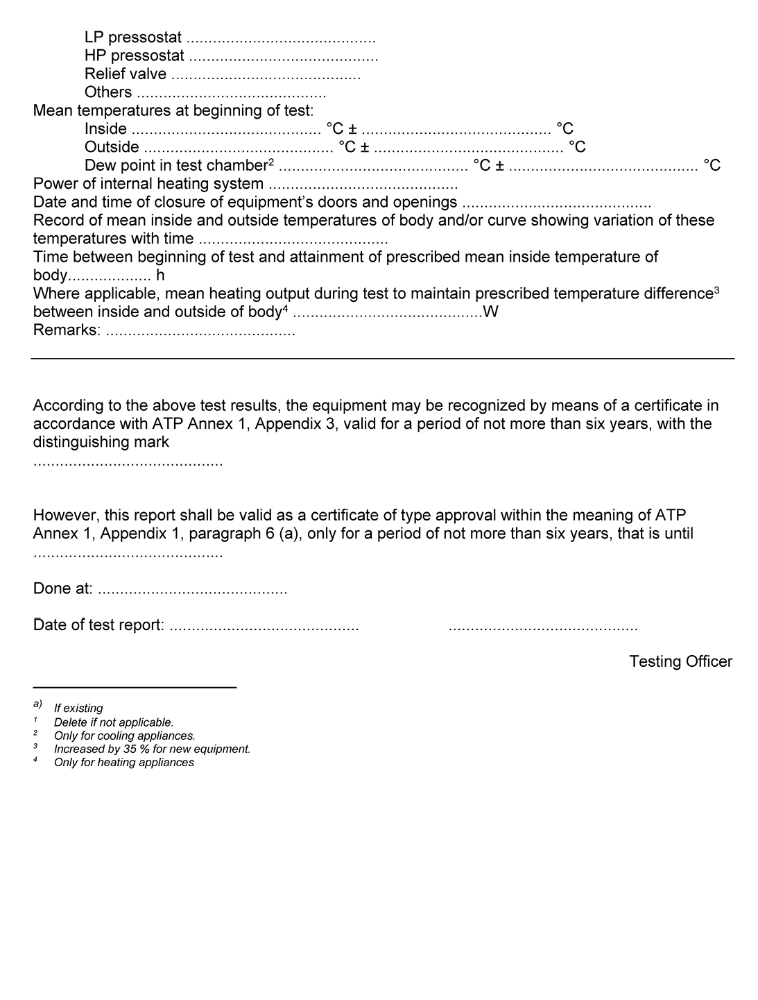 LP pressostat ...........................................
HP pressostat ...........................................
Relief valve ...........................................
Others ...........................................
Mean temperatures at beginning of test:
Inside ........................................... °C ± ........................................... °C
Outside ........................................... °C ± ........................................... °C
Dew point in test chamber² ........................................... °C ± ........................................... °C
Power of internal heating system ...........................................
Date and time of closure of equipment’s doors and openings ...........................................
Record of mean inside and outside temperatures of body and/or curve showing variation of these
temperatures with time ...........................................
Time between beginning of test and attainment of prescribed mean inside temperature of
body................... h
Where applicable, mean heating output during test to maintain prescribed temperature difference³
between inside and outside of body⁴ ...........................................W
Remarks: ...........................................
According to the above test results, the equipment may be recognized by means of a certificate in
accordance with ATP Annex 1, Appendix 3, valid for a period of not more than six years, with the
distinguishing mark
...........................................
However, this report shall be valid as a certificate of type approval within the meaning of ATP
Annex 1, Appendix 1, paragraph 6 (a), only for a period of not more than six years, that is until
...........................................
Done at: ...........................................
Date of test report: ........................................... ...........................................
Testing Officer
a) If existing
1 Delete if not applicable.
2 Only for cooling appliances.
3 Increased by 35 % for new equipment.
4 Only for heating appliances